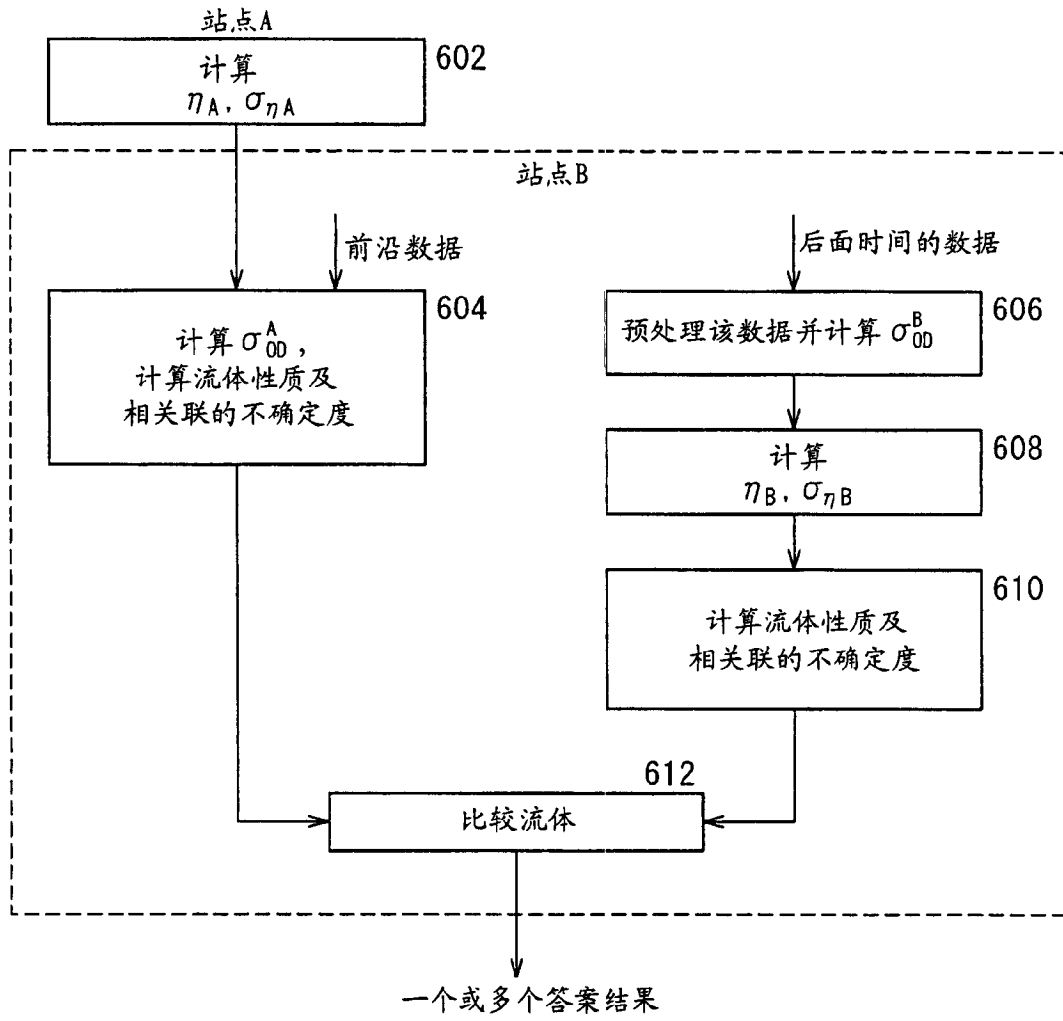 站点A
602
计算
ηA, σηA
站点B
前沿数据
后面时间的数据
604
计算 σ^A_OD,
计算流体性质及
相关联的不确定度
606
预处理该数据并计算 σ^B_OD
608
计算
ηB, σηB
610
计算流体性质及
相关联的不确定度
612
比较流体
一个或多个答案结果